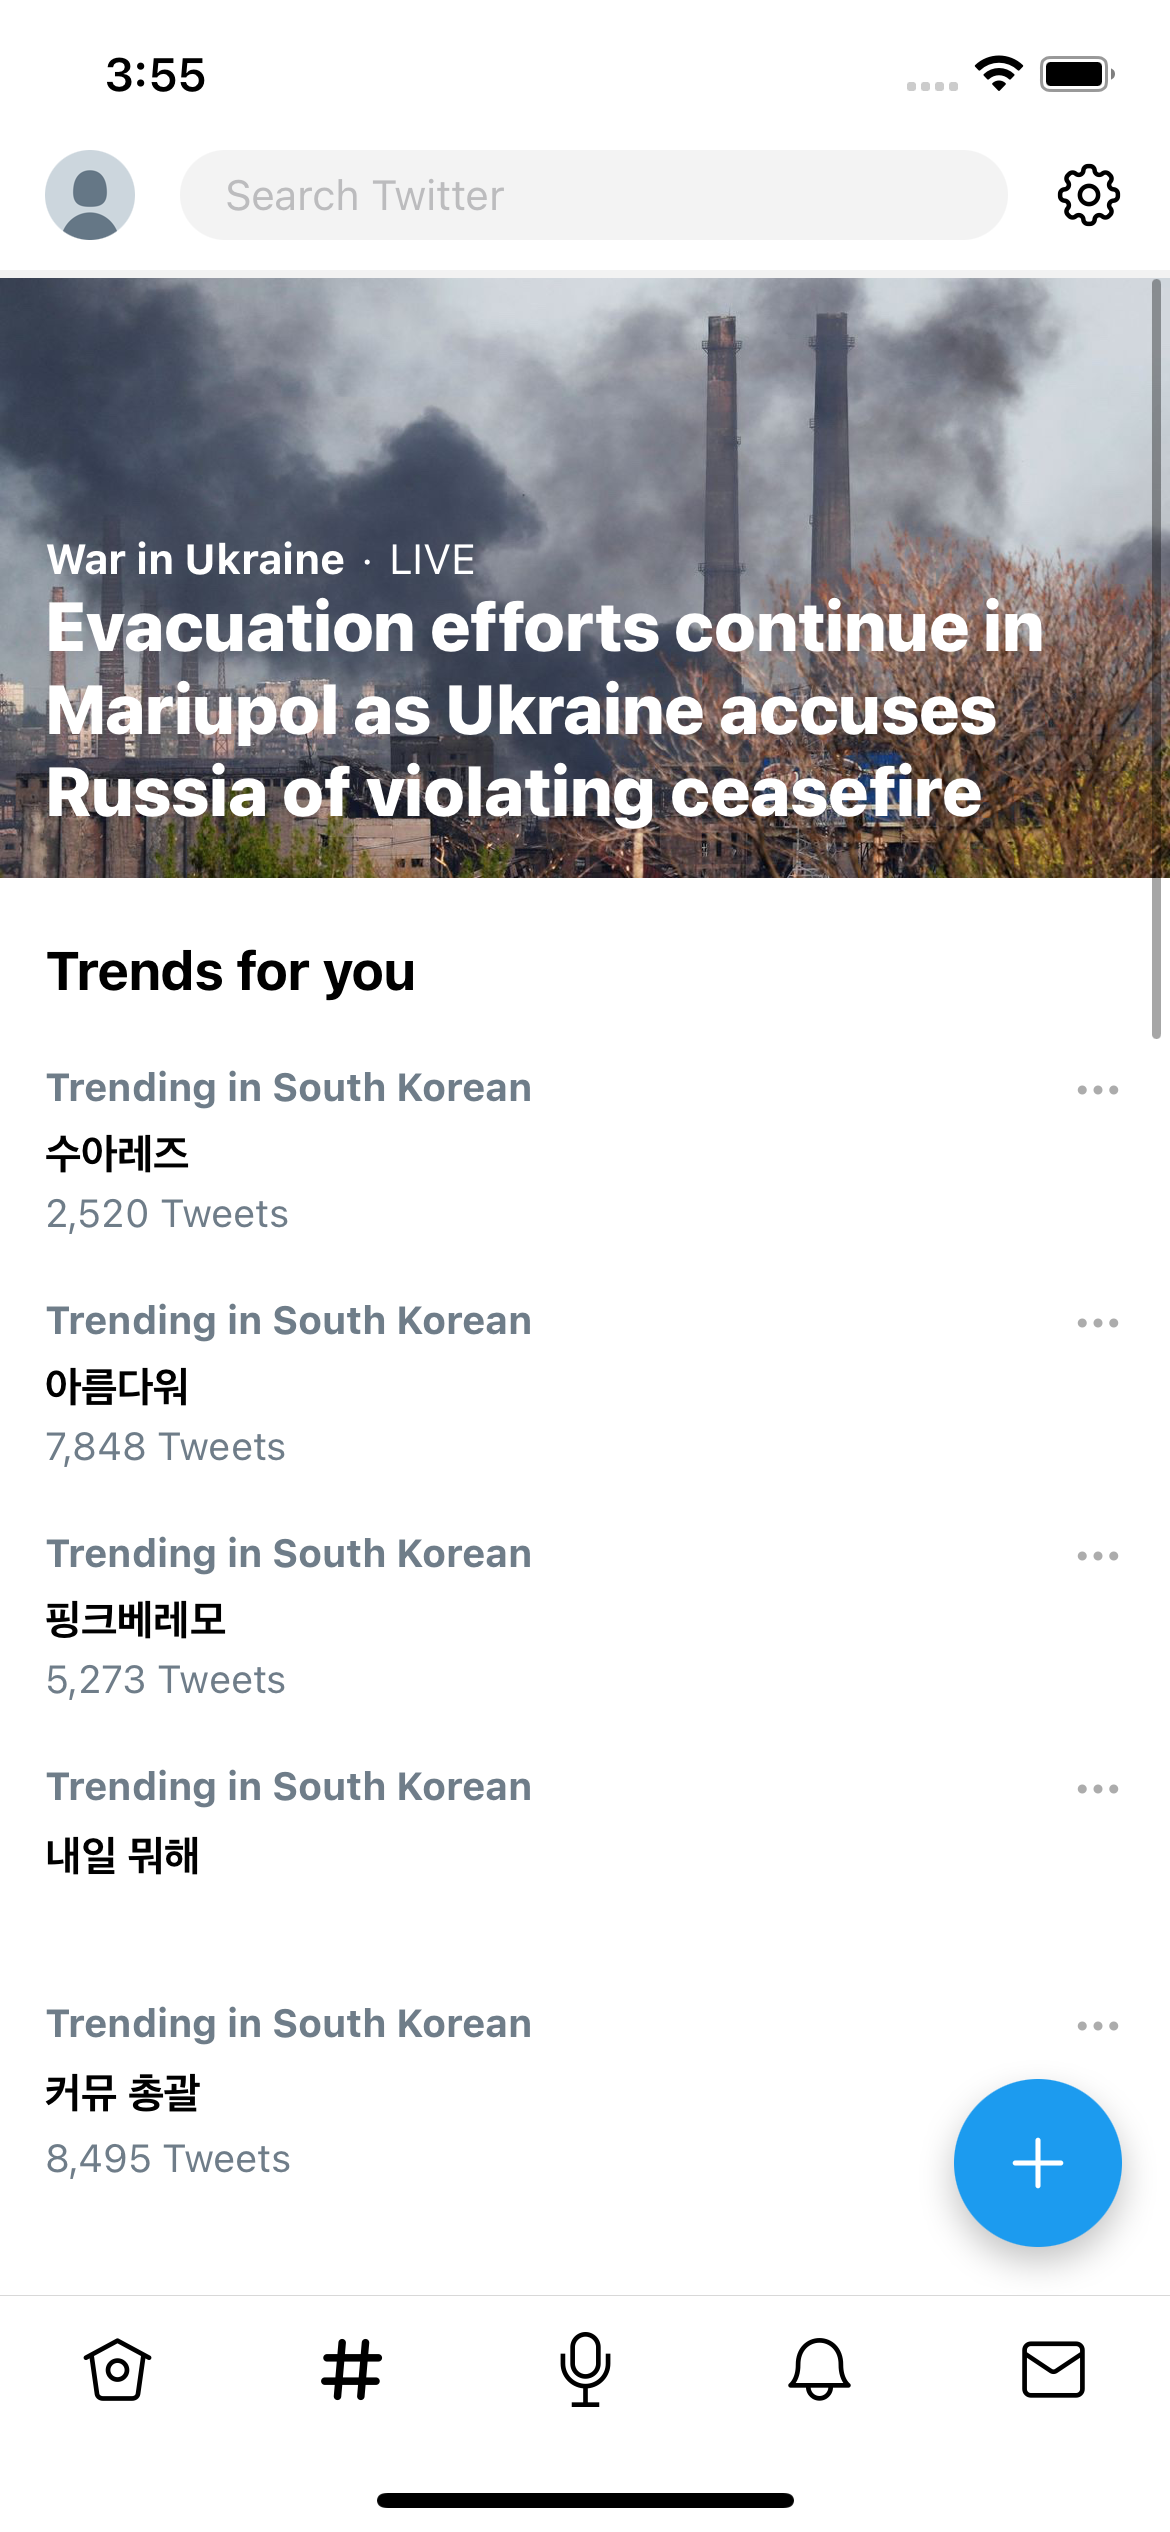 3:55
Search Twitter
War in Ukraine · LIVE
Evacuation efforts continue in
Mariupol as Ukraine accuses
Russia of violating ceasefire
Trends for you
Trending in South Korean
수아레즈
2,520 Tweets
Trending in South Korean
아름다워
7,848 Tweets
Trending in South Korean
핑크베레모
5,273 Tweets
Trending in South Korean
내일 뭐해
Trending in South Korean
커뮤 총괄
8,495 Tweets